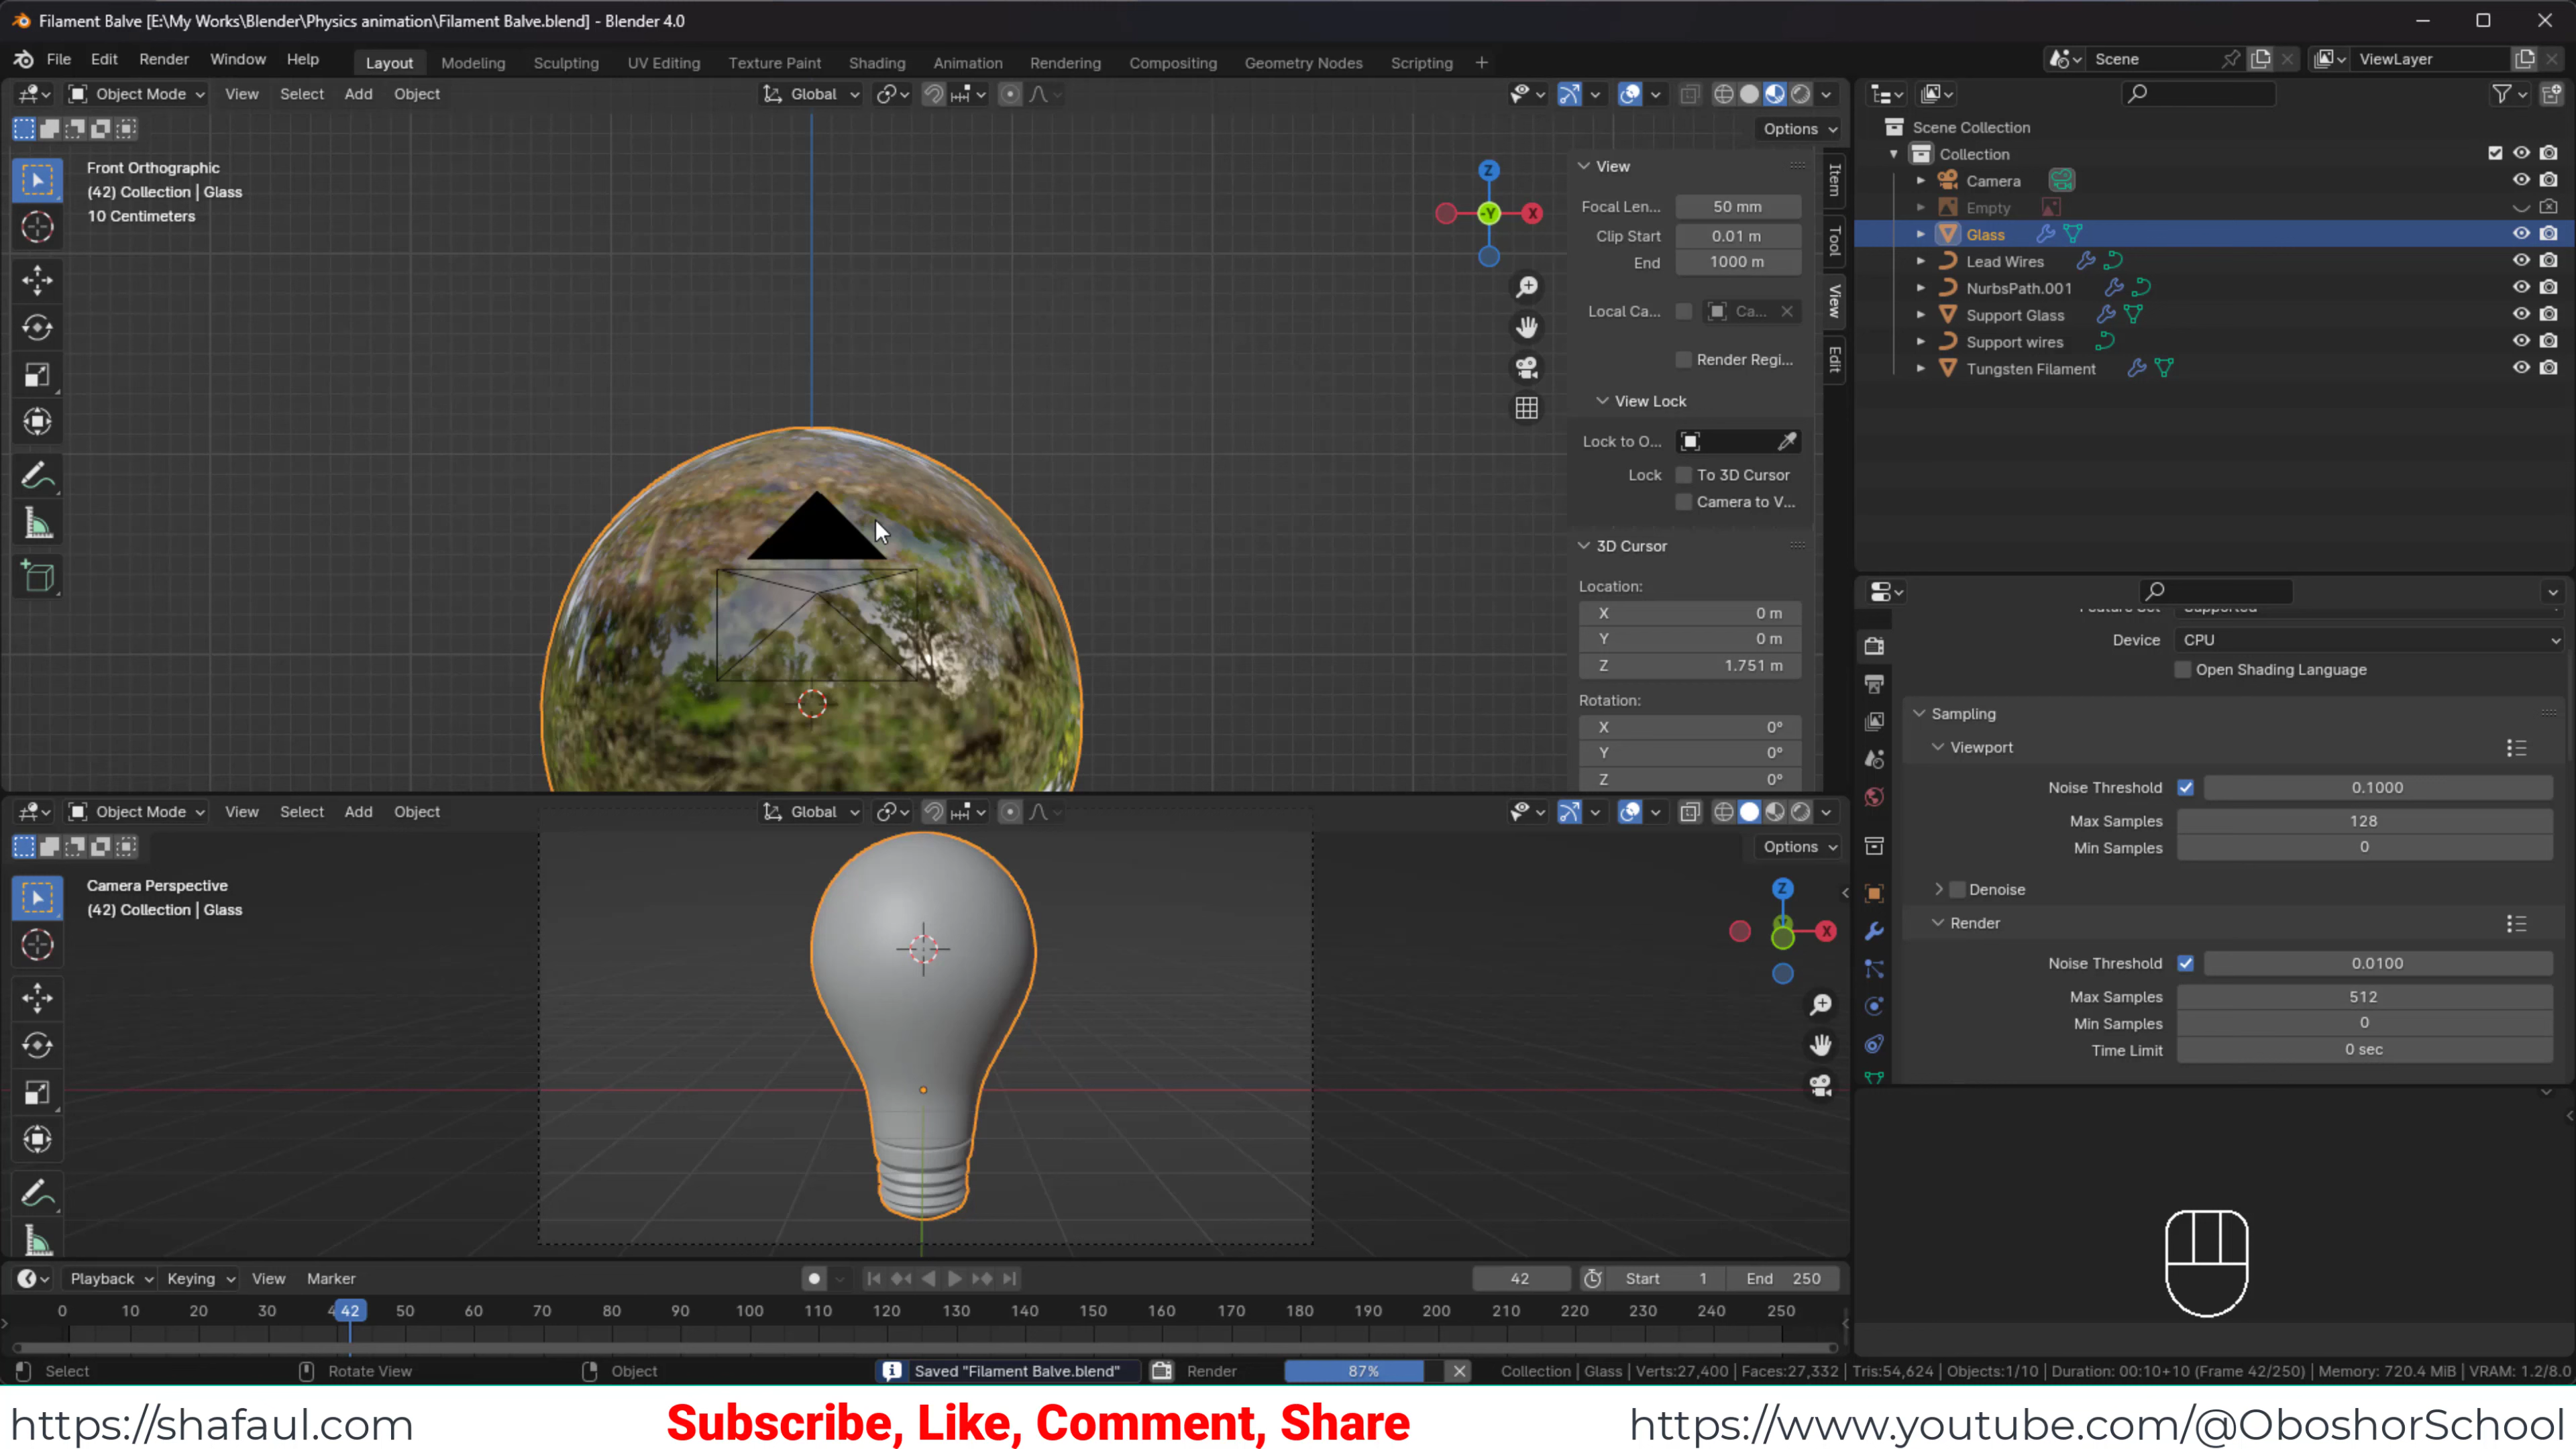 Filament Balve [E:\My Works\Blender\Physics animation\Filament Balve.blend] - Blender 4.0
File Edit Render Window Help Layout Modeling Sculpting UV Editing Texture Paint Shading Animation Rendering Compositing Geometry Nodes Scripting + Scene ViewLayer
Object Mode View Select Add Object Global
Options
Front Orthographic
(42) Collection | Glass
10 Centimeters
Z
-Y X
View
Focal Len... 50 mm
Clip Start 0.01 m
End 1000 m
Local Ca... Ca...
Render Regi...
View Lock
Lock to O...
Lock To 3D Cursor
Camera to V...
3D Cursor
Location:
X 0 m
Y 0 m
Z 1.751 m
Rotation:
X 0°
Y 0°
Z 0°
Item
Tool
View
Edit
Scene Collection
Collection
Camera
Empty
Glass
Lead Wires
NurbsPath.001
Support Glass
Support wires
Tungsten Filament
Feature Set Supported
Device CPU
Open Shading Language
Sampling
Viewport
Noise Threshold 0.1000
Max Samples 128
Min Samples 0
Denoise
Render
Noise Threshold 0.0100
Max Samples 512
Min Samples 0
Time Limit 0 sec
Object Mode View Select Add Object Global
Options
Camera Perspective
(42) Collection | Glass
Z
X
Playback Keying View Marker 42 Start 1 End 250
0 10 20 30 4 42 50 60 70 80 90 100 110 120 130 140 150 160 170 180 190 200 210 220 230 240 250
Select Rotate View Object Saved "Filament Balve.blend" Render 87% Collection | Glass | Verts:27,400 | Faces:27,332 | Tris:54,624 | Objects:1/10 | Duration: 00:10+10 (Frame 42/250) | Memory: 720.4 MiB | VRAM: 1.2/8.0
https://shafaul.com Subscribe, Like, Comment, Share https://www.youtube.com/@OboshorSchool